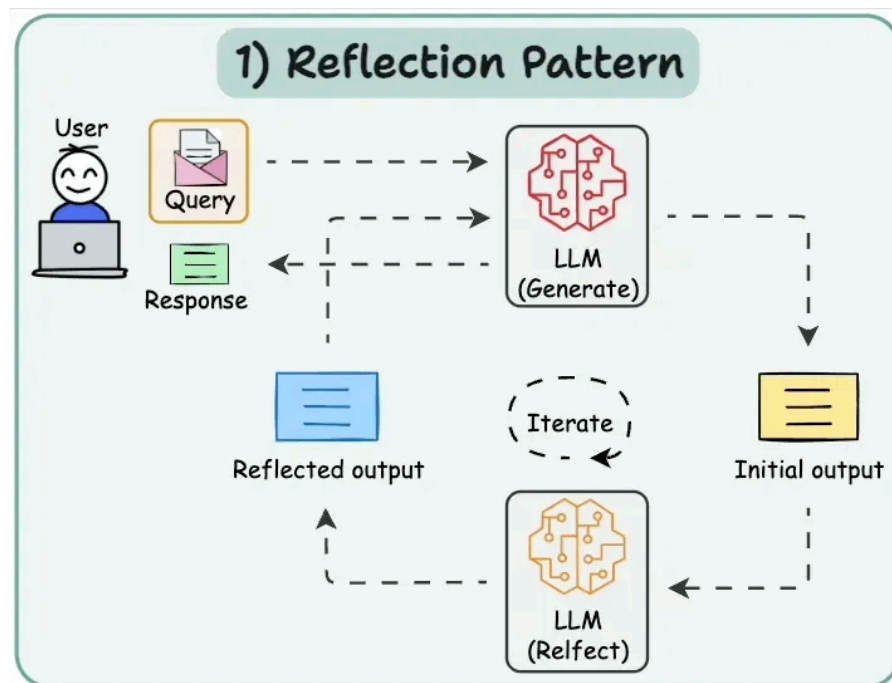 1) Reflection Pattern
User
Query
Response
LLM
(Generate)
Reflected output
Iterate
Initial output
LLM
(Relfect)